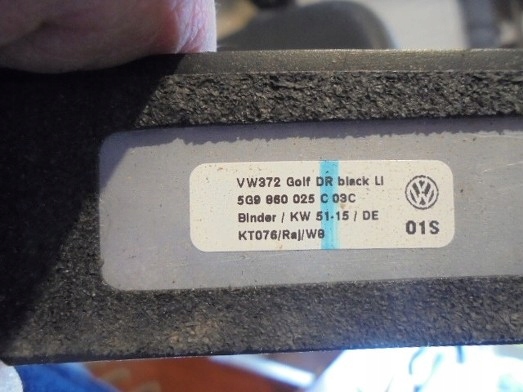 VW372 Golf DR black Li
5G9 860 025 C 03C
Binder / KW 51-15 / DE
KT076/Raj/W8
01S